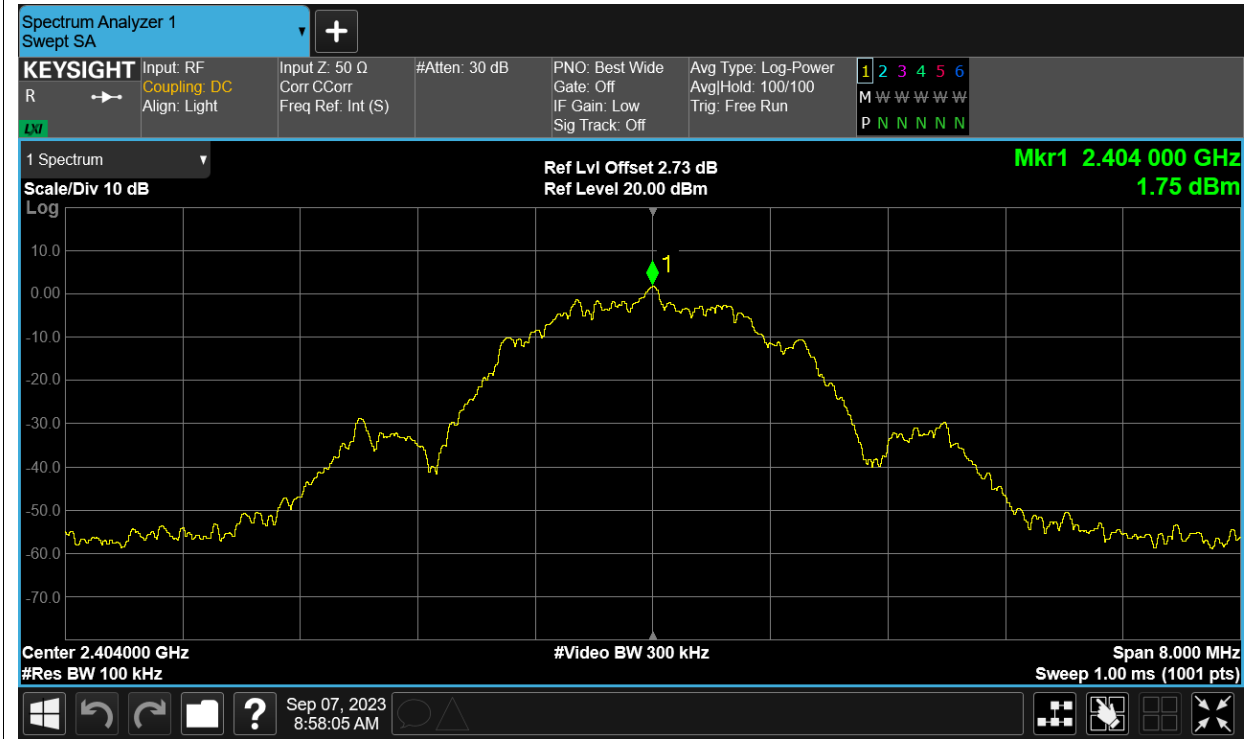 Spectrum Analyzer 1
Swept SA
KEYSIGHT
R
LXI
Input: RF
Coupling: DC
Align: Light
Input Z: 50 Ω
Corr CCorr
Freq Ref: Int (S)
#Atten: 30 dB
PNO: Best Wide
Gate: Off
IF Gain: Low
Sig Track: Off
Avg Type: Log-Power
Avg|Hold: 100/100
Trig: Free Run
1 2 3 4 5 6
M W W W W W W
P N N N N N N
1 Spectrum
Scale/Div 10 dB
Log
Ref Lvl Offset 2.73 dB
Ref Level 20.00 dBm
Mkr1 2.404 000 GHz
1.75 dBm
1
10.0
0.00
-10.0
-20.0
-30.0
-40.0
-50.0
-60.0
-70.0
Center 2.404000 GHz
#Video BW 300 kHz
Span 8.000 MHz
#Res BW 100 kHz
Sweep 1.00 ms (1001 pts)
?
Sep 07, 2023
8:58:05 AM